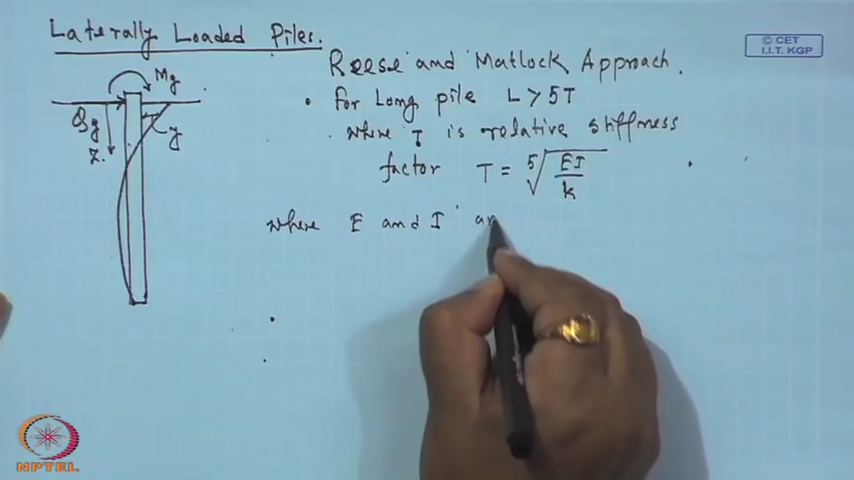 Laterally Loaded Piles.
© CET
I.I.T. KGP
Reese and Matlock Approach.
Mg
• for Long pile L > 5T
Qg
y
z.
where T is relative stiffness
factor T = ⁵√(EI/k)
where E and I ar
NPTEL